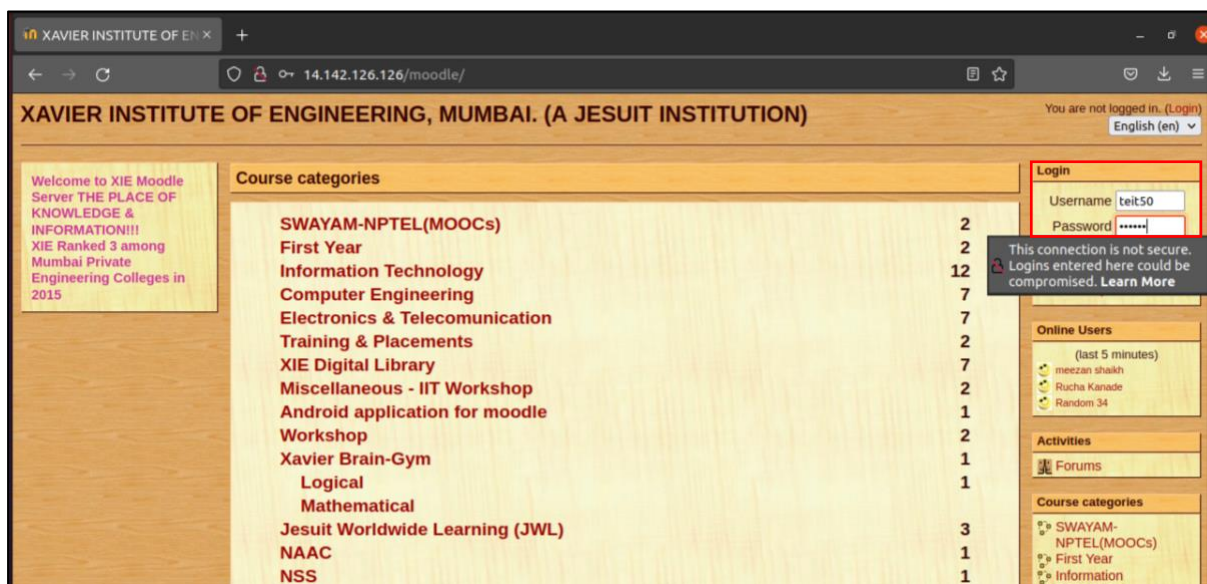 XAVIER INSTITUTE OF EN
14.142.126.126/moodle/
XAVIER INSTITUTE OF ENGINEERING, MUMBAI. (A JESUIT INSTITUTION)
You are not logged in. (Login)
English (en)
Welcome to XIE Moodle
Server THE PLACE OF
KNOWLEDGE &
INFORMATION!!!
XIE Ranked 3 among
Mumbai Private
Engineering Colleges in
2015
Course categories
SWAYAM-NPTEL(MOOCs) 2
First Year 2
Information Technology 12
Computer Engineering 7
Electronics & Telecomunication 7
Training & Placements 2
XIE Digital Library 7
Miscellaneous - IIT Workshop 2
Android application for moodle 1
Workshop 2
Xavier Brain-Gym 1
Logical 1
Mathematical
Jesuit Worldwide Learning (JWL) 3
NAAC 1
NSS 1
Login
Username teit50
Password ••••••
This connection is not secure.
Logins entered here could be
compromised. Learn More
Online Users
(last 5 minutes)
meezan shaikh
Rucha Kanade
Random 34
Activities
Forums
Course categories
SWAYAM-
NPTEL(MOOCs)
First Year
Information